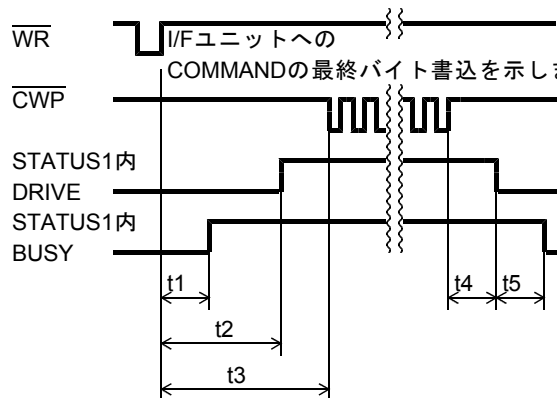 WR
I/Fユニットへの
COMMANDの最終バイト書込を示しま
CWP
STATUS1内
DRIVE
STATUS1内
BUSY
t1
t4
t5
t2
t3